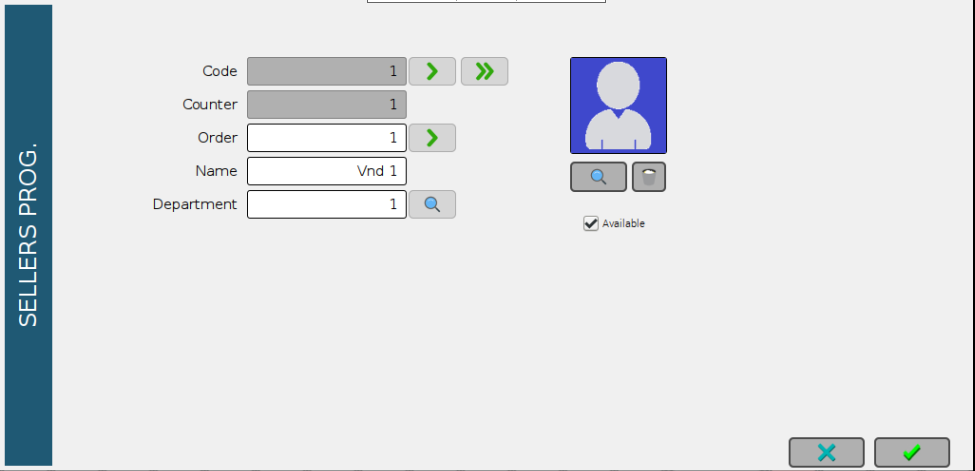 SELLERS PROG.
Code 1
Counter 1
Order 1
Name Vnd 1
Department 1
Available